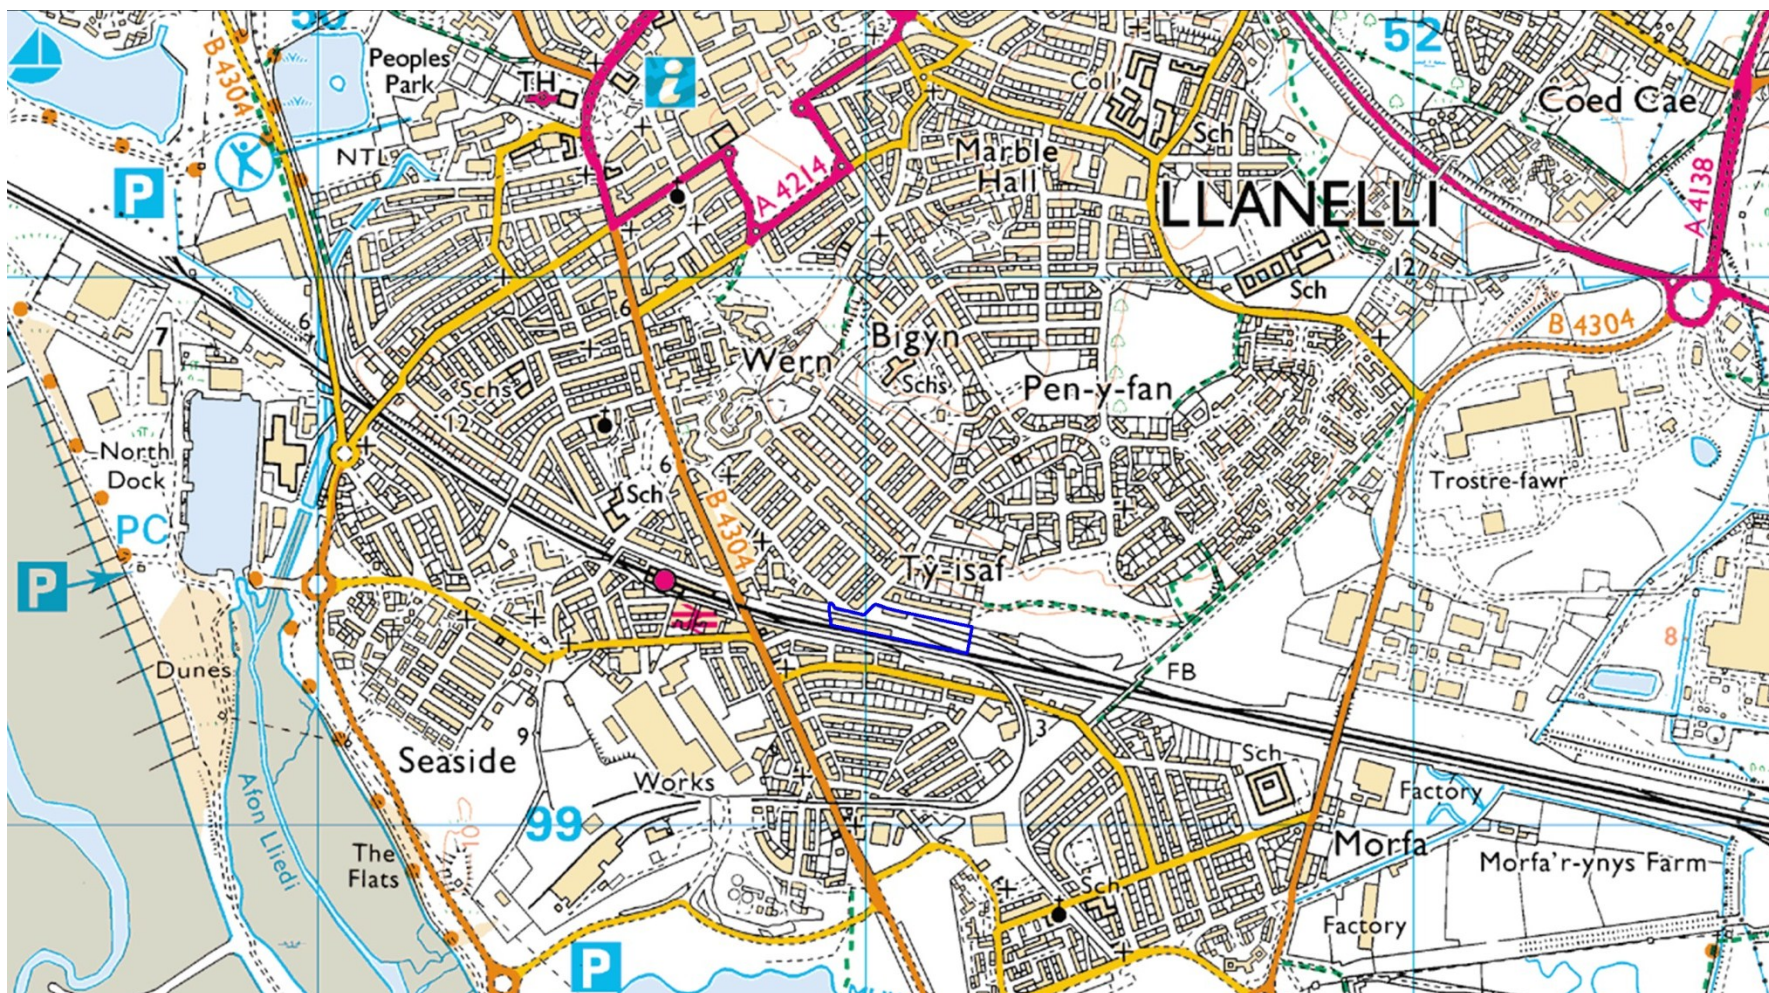 50
52
B 4304
Peoples
Park
TH
i
Coll
Coed Cae
Sch
NTL
Marble
Hall
P
A 4214
LLANELLI
A 4138
12
Sch
6
6
B 4304
7
Wern
Bigyn
Schs
Schs
Pen-y-fan
12
North
Dock
6
Sch
Trostre-fawr
PC
B 4304
P
Ty-isaf
8
Dunes
FB
Seaside
9
3
Sch
Works
Factory
99
10
Afon Lliedi
The
Flats
Morfa
Morfa'r-ynys Farm
Sch
Factory
P